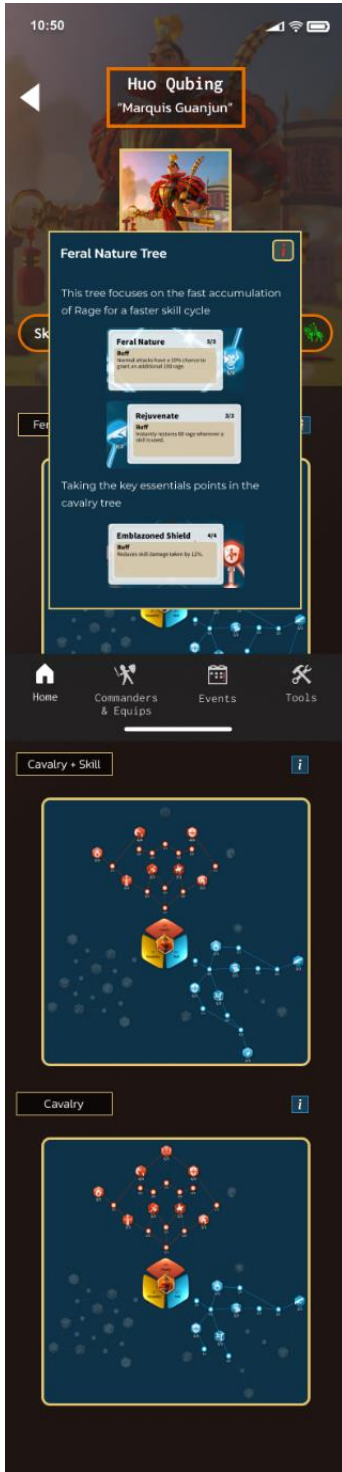 10:50
Huo Qubing
"Marquis Guanjun"
Feral Nature Tree
i
This tree focuses on the fast accumulation
of Rage for a faster skill cycle
Sk
Feral Nature 3/3
Buff
Normal attacks have a 10% chance to
grant an additional 100 rage.
Rejuvenate 3/3
Buff
Instantly restores 60 rage whenever a
skill is used.
Fer
Taking the key essentials points in the
cavalry tree
Emblazoned Shield 4/4
Buff
Reduces skill damage taken by 12%.
Home
Commanders
& Equips
Events
Tools
Cavalry + Skill
i
Cavalry
i